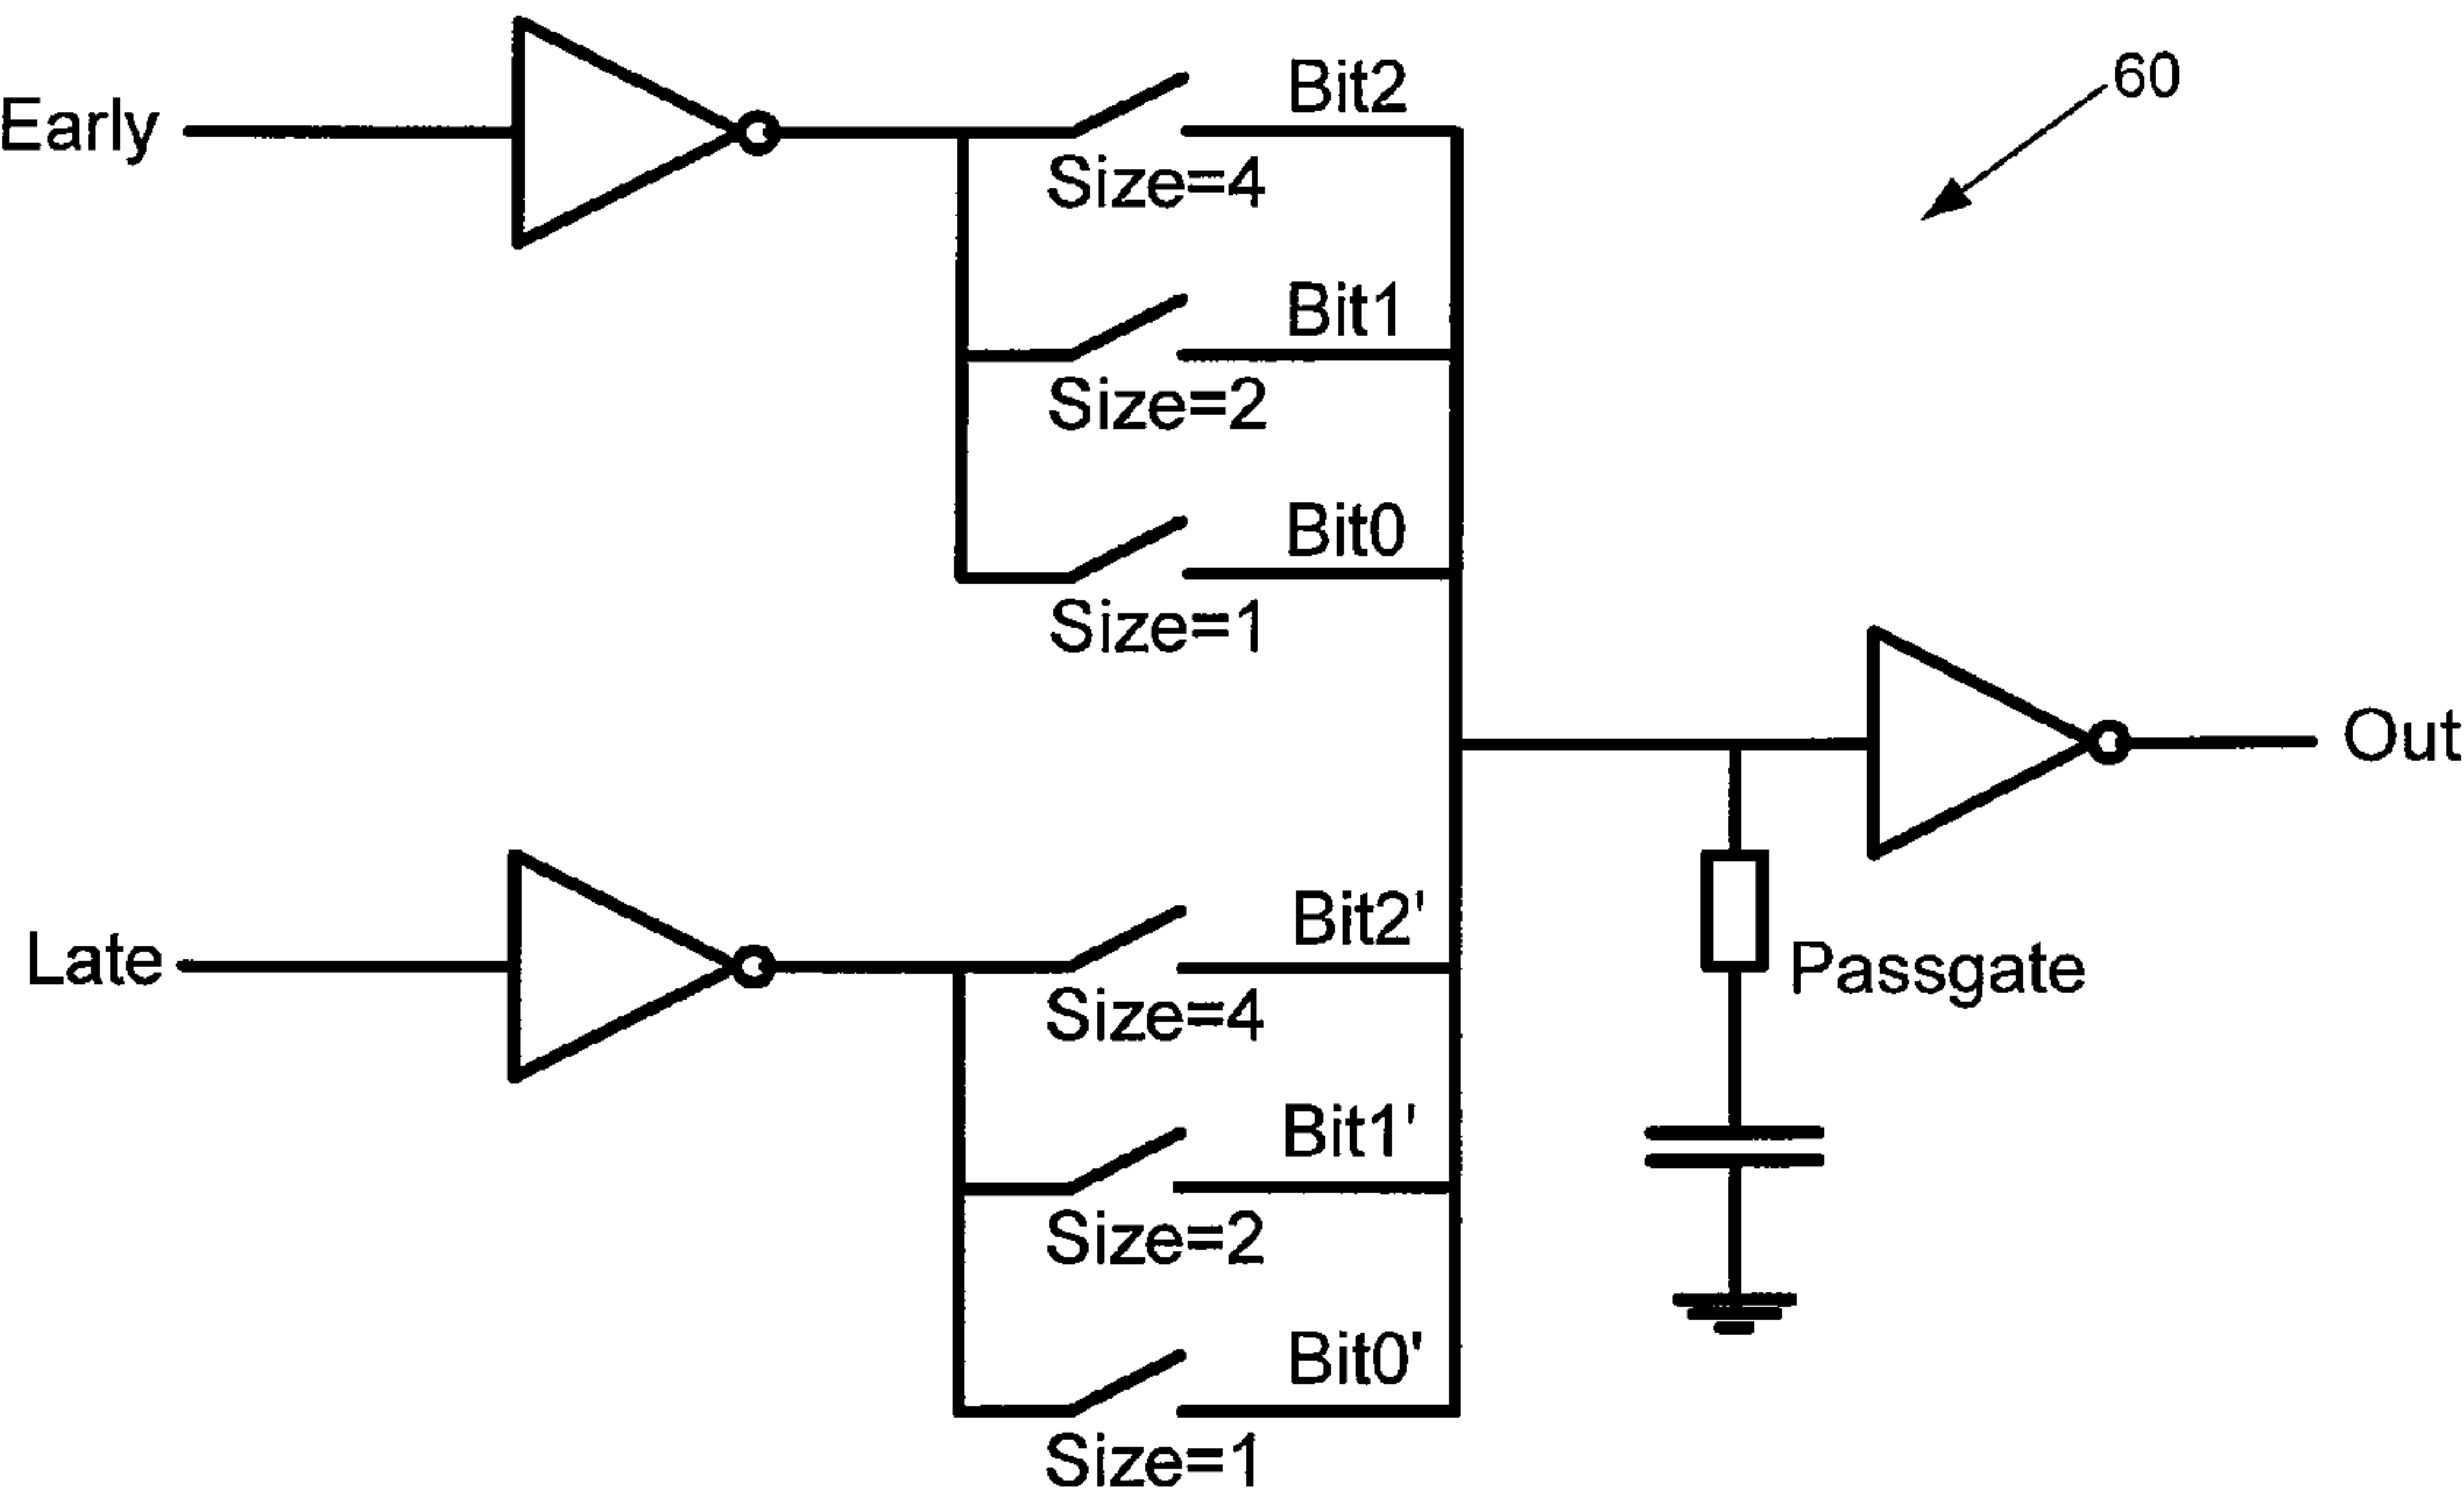 Early
Bit2
60
Size=4
Bit1
Size=2
Bit0
Size=1
Out
Late
Bit2'
Passgate
Size=4
Bit1'
Size=2
Bit0'
Size=1